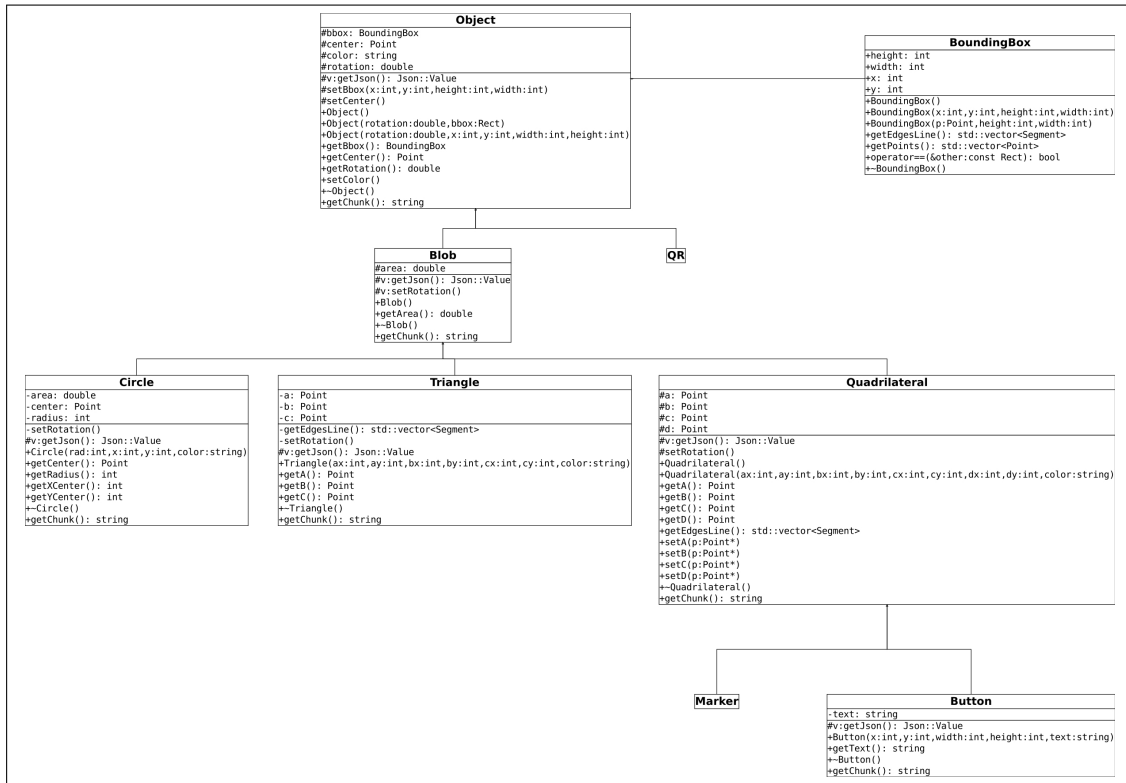 Object
#bbox: BoundingBox
#center: Point
#color: string
#rotation: double
#v:getJson(): Json::Value
#setBbox(x:int,y:int,height:int,width:int)
#setCenter()
+Object()
+Object(rotation:double,bbox:Rect)
+Object(rotation:double,x:int,y:int,width:int,height:int)
+getBbox(): BoundingBox
+getCenter(): Point
+getRotation(): double
+setColor()
+~Object()
+getChunk(): string
BoundingBox
+height: int
+width: int
+x: int
+y: int
+BoundingBox()
+BoundingBox(x:int,y:int,height:int,width:int)
+BoundingBox(p:Point,height:int,width:int)
+getEdgesLine(): std::vector<Segment>
+getPoints(): std::vector<Point>
+operator==(&other:const Rect): bool
+~BoundingBox()
Blob
#area: double
#v:getJson(): Json::Value
#v:setRotation()
+Blob()
+getArea(): double
+~Blob()
+getChunk(): string
QR
Circle
-area: double
-center: Point
-radius: int
-setRotation()
#v:getJson(): Json::Value
+Circle(rad:int,x:int,y:int,color:string)
+getCenter(): Point
+getRadius(): int
+getXCenter(): int
+getYCenter(): int
+~Circle()
+getChunk(): string
Triangle
-a: Point
-b: Point
-c: Point
-getEdgesLine(): std::vector<Segment>
-setRotation()
#v:getJson(): Json::Value
+Triangle(ax:int,ay:int,bx:int,by:int,cx:int,cy:int,color:string)
+getA(): Point
+getB(): Point
+getC(): Point
+~Triangle()
+getChunk(): string
Quadrilateral
#a: Point
#b: Point
#c: Point
#d: Point
#v:getJson(): Json::Value
#setRotation()
+Quadrilateral()
+Quadrilateral(ax:int,ay:int,bx:int,by:int,cx:int,cy:int,dx:int,dy:int,color:string)
+getA(): Point
+getB(): Point
+getC(): Point
+getD(): Point
+getEdgesLine(): std::vector<Segment>
+setA(p:Point*)
+setB(p:Point*)
+setC(p:Point*)
+setD(p:Point*)
+~Quadrilateral()
+getChunk(): string
Marker
Button
-text: string
#v:getJson(): Json::Value
+Button(x:int,y:int,width:int,height:int,text:string)
+getText(): string
+~Button()
+getChunk(): string